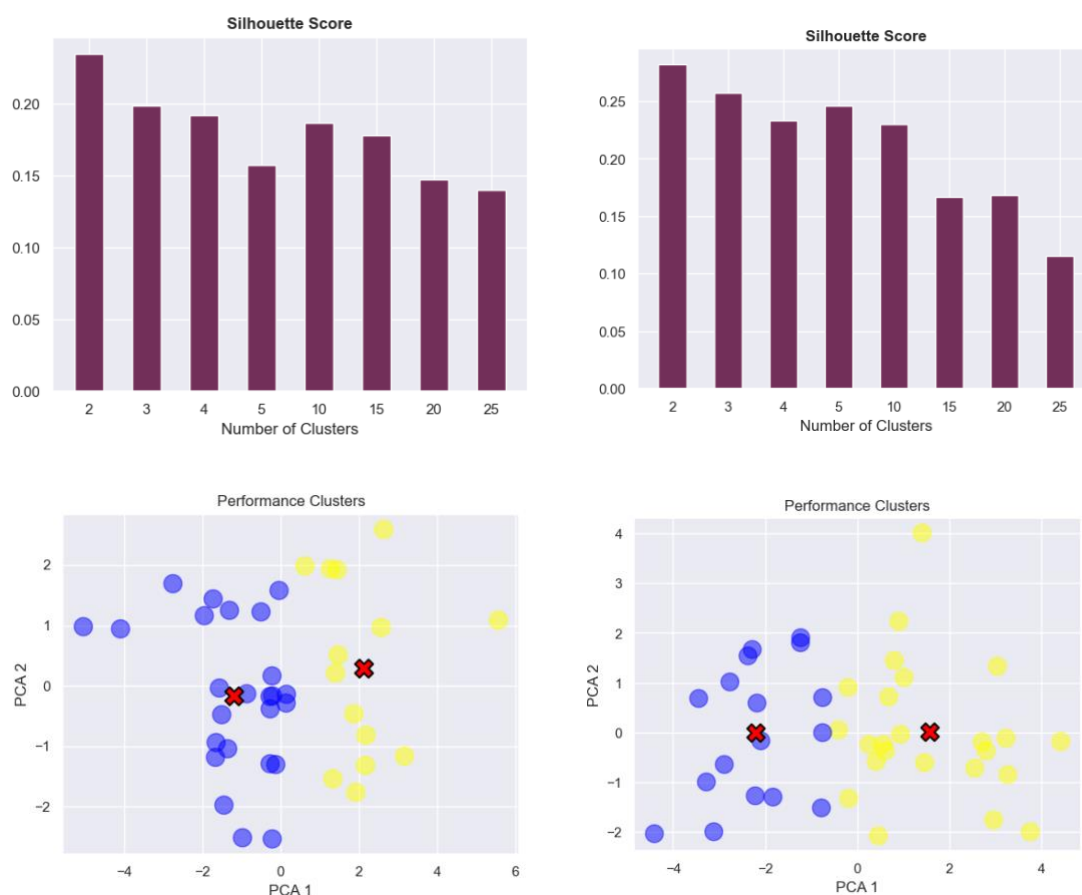 Silhouette Score
0.20
0.15
0.10
0.05
0.00
2 3 4 5 10 15 20 25
Number of Clusters
Silhouette Score
0.25
0.20
0.15
0.10
0.05
0.00
2 3 4 5 10 15 20 25
Number of Clusters
Performance Clusters
PCA 2
2
1
0
−1
−2
−4 −2 0 2 4 6
PCA 1
Performance Clusters
PCA 2
4
3
2
1
0
−1
−2
−4 −2 0 2 4
PCA 1